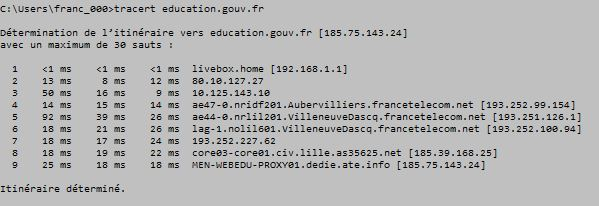 C:\Users\franc_000>tracert education.gouv.fr
Détermination de l'itinéraire vers education.gouv.fr [185.75.143.24]
avec un maximum de 30 sauts :
1 <1 ms <1 ms <1 ms livebox.home [192.168.1.1]
2 13 ms 8 ms 12 ms 80.10.127.27
3 50 ms 16 ms 9 ms 10.125.143.10
4 14 ms 15 ms 14 ms ae47-0.nridf201.Aubervilliers.francetelecom.net [193.252.99.154]
5 92 ms 39 ms 26 ms ae44-0.nrlil201.VilleneuveDascq.francetelecom.net [193.251.126.1]
6 18 ms 21 ms 26 ms lag-1.nolil601.VilleneuveDascq.francetelecom.net [193.252.100.94]
7 18 ms 17 ms 24 ms 193.252.227.62
8 18 ms 19 ms 22 ms core03-core01.civ.lille.as35625.net [185.39.168.25]
9 25 ms 18 ms 18 ms MEN-WEBEDU-PROXY01.dedie.ate.info [185.75.143.24]
Itinéraire déterminé.